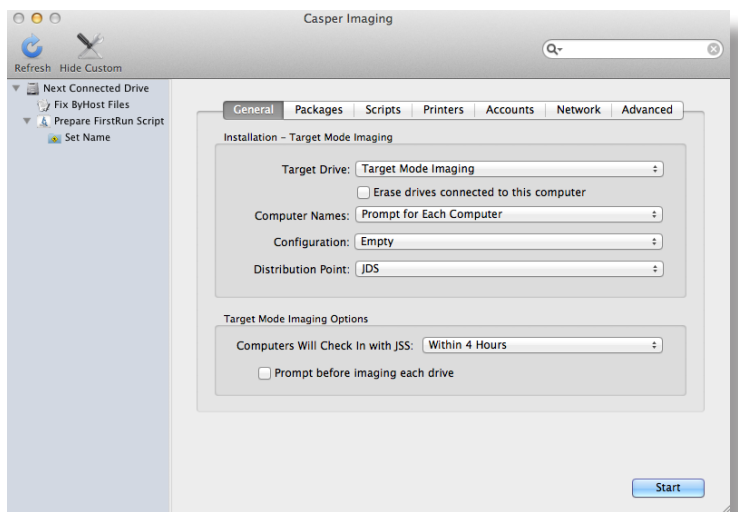 Casper Imaging
Refresh Hide Custom
Next Connected Drive
Fix ByHost Files
Prepare FirstRun Script
Set Name
General Packages Scripts Printers Accounts Network Advanced
Installation – Target Mode Imaging
Target Drive: Target Mode Imaging
Erase drives connected to this computer
Computer Names: Prompt for Each Computer
Configuration: Empty
Distribution Point: JDS
Target Mode Imaging Options
Computers Will Check In with JSS: Within 4 Hours
Prompt before imaging each drive
Start